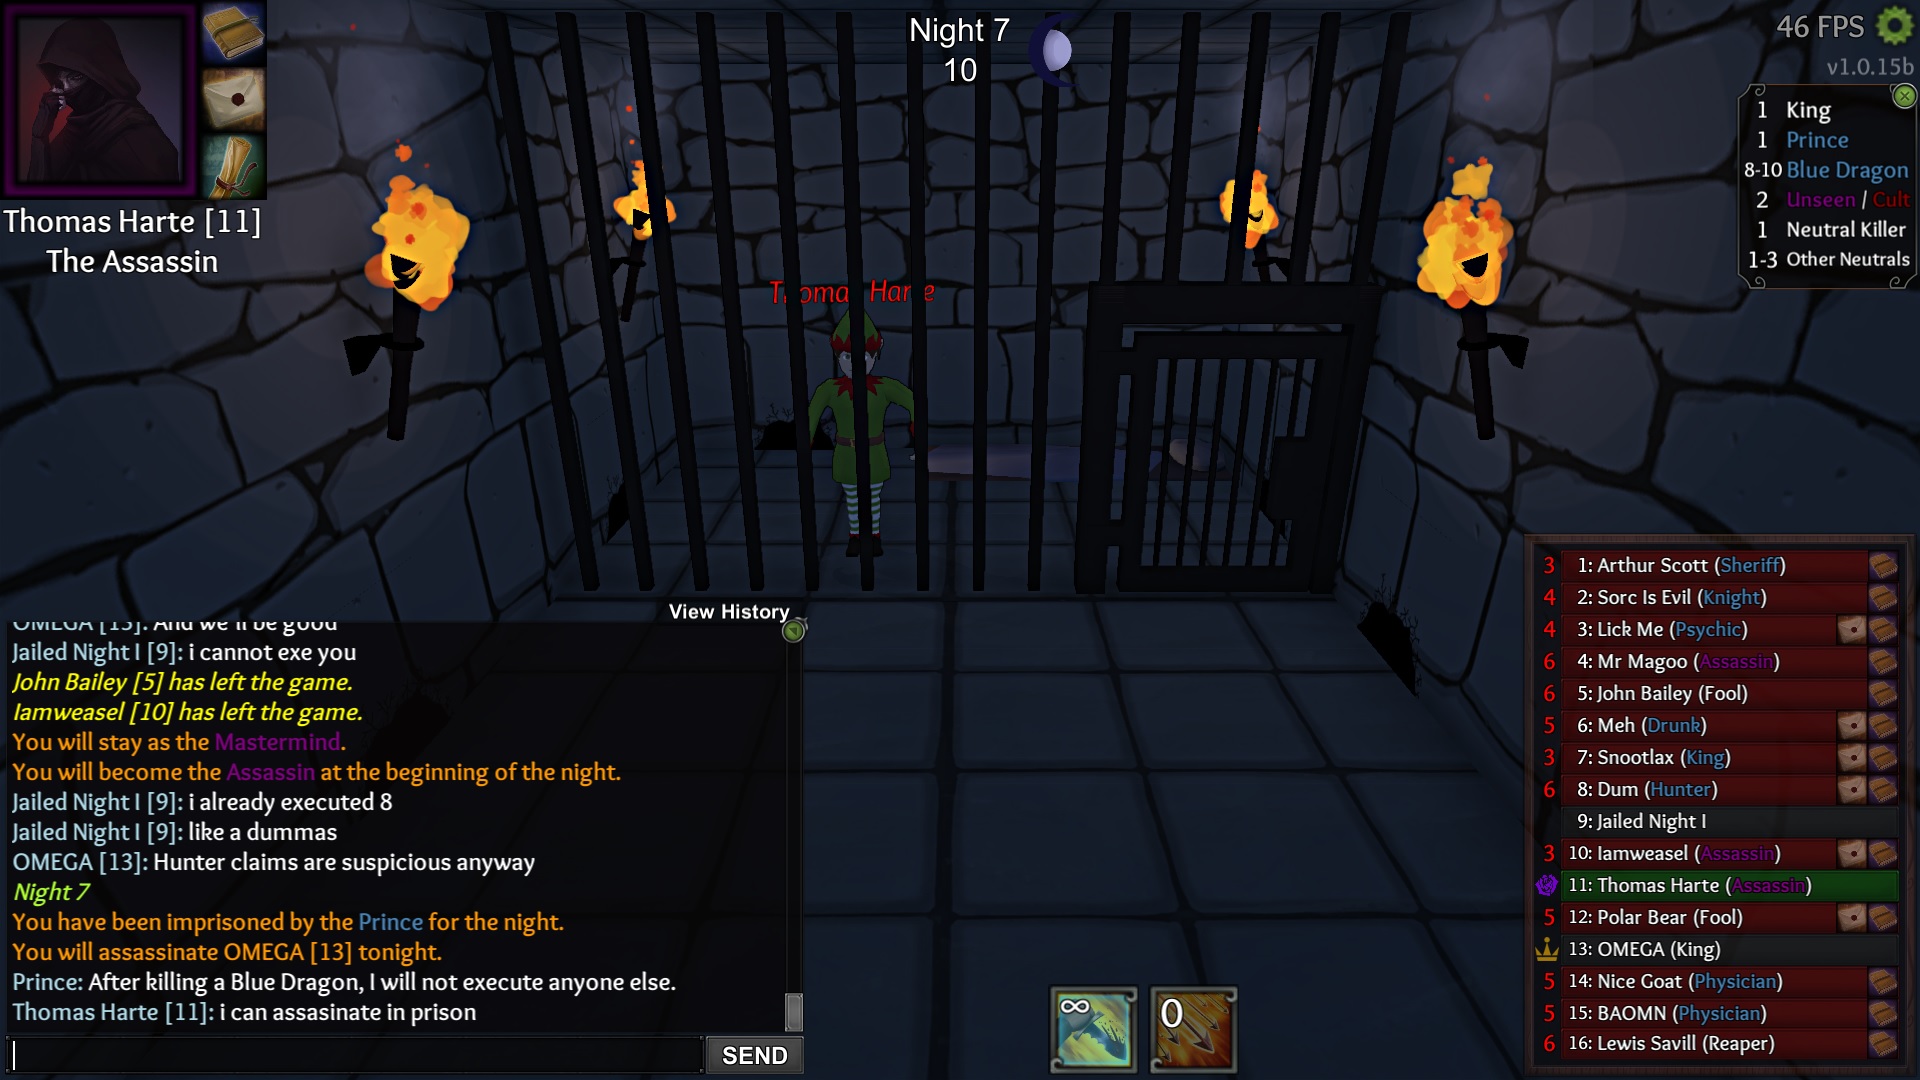 Night 7
10
46 FPS
v1.0.15b
1 King
1 Prince
8-10 Blue Dragon
2 Unseen / Cult
1 Neutral Killer
1-3 Other Neutrals
Thomas Harte [11]
The Assassin
Thomas Harte
View History
OMEGA [13]: And we'll be good
Jailed Night I [9]: i cannot exe you
John Bailey [5] has left the game.
Iamweasel [10] has left the game.
You will stay as the Mastermind.
You will become the Assassin at the beginning of the night.
Jailed Night I [9]: i already executed 8
Jailed Night I [9]: like a dummas
OMEGA [13]: Hunter claims are suspicious anyway
Night 7
You have been imprisoned by the Prince for the night.
You will assassinate OMEGA [13] tonight.
Prince: After killing a Blue Dragon, I will not execute anyone else.
Thomas Harte [11]: i can assasinate in prison
SEND
∞
0
3 1: Arthur Scott (Sheriff)
4 2: Sorc Is Evil (Knight)
4 3: Lick Me (Psychic)
6 4: Mr Magoo (Assassin)
6 5: John Bailey (Fool)
5 6: Meh (Drunk)
3 7: Snootlax (King)
6 8: Dum (Hunter)
9: Jailed Night I
3 10: Iamweasel (Assassin)
11: Thomas Harte (Assassin)
5 12: Polar Bear (Fool)
13: OMEGA (King)
5 14: Nice Goat (Physician)
5 15: BAOMN (Physician)
6 16: Lewis Savill (Reaper)